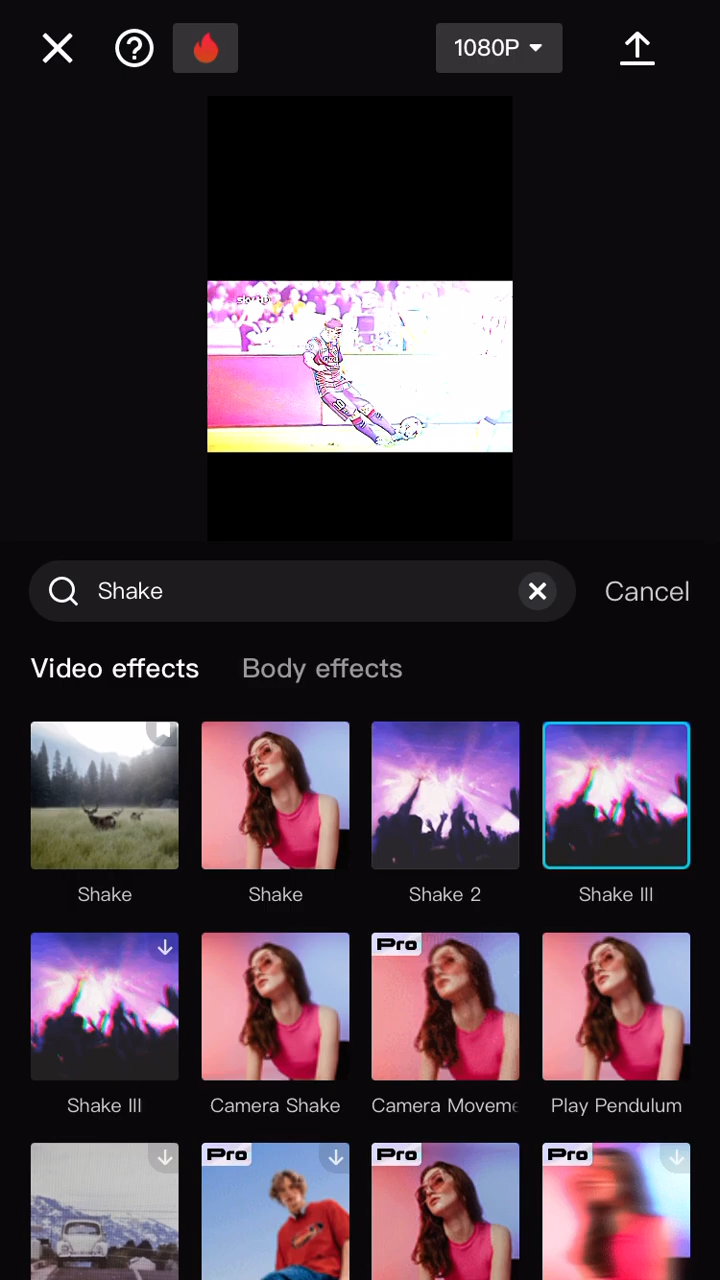 1080P
Shake
Cancel
Video effects
Body effects
Shake
Shake
Shake 2
Shake III
Pro
Shake III
Camera Shake
Camera Moveme
Play Pendulum
Pro
Pro
Pro